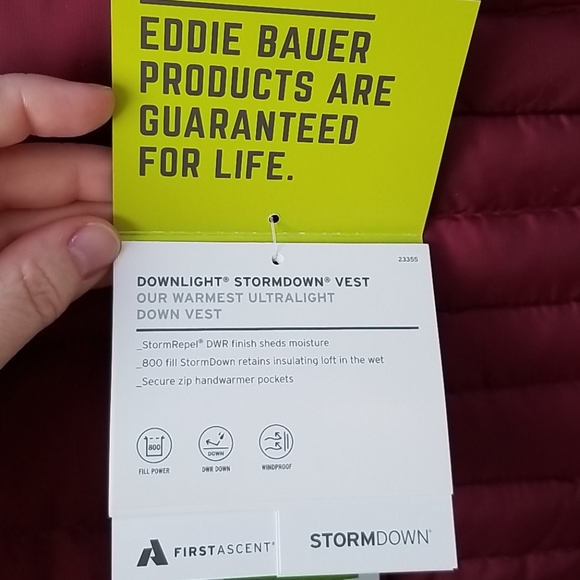 EDDIE BAUER
PRODUCTS ARE
GUARANTEED
FOR LIFE.
23355
DOWNLIGHT® STORMDOWN® VEST
OUR WARMEST ULTRALIGHT
DOWN VEST
_StormRepel® DWR finish sheds moisture
_800 fill StormDown retains insulating loft in the wet
_Secure zip handwarmer pockets
800
DOWN
FILL POWER
DWR DOWN
WINDPROOF
FIRSTASCENT®
STORMDOWN®